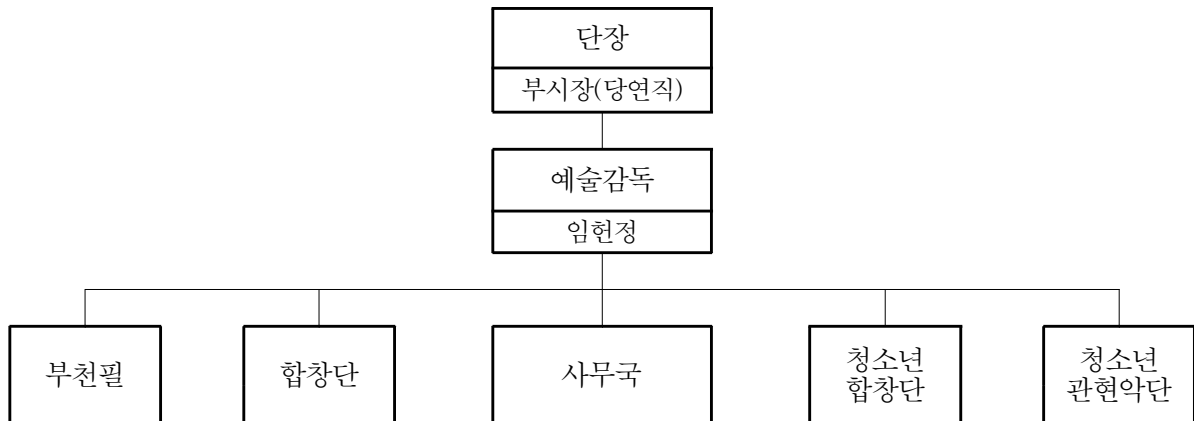 단장
부시장(당연직)
예술감독
임헌정
부천필
합창단
사무국
청소년
합창단
청소년
관현악단